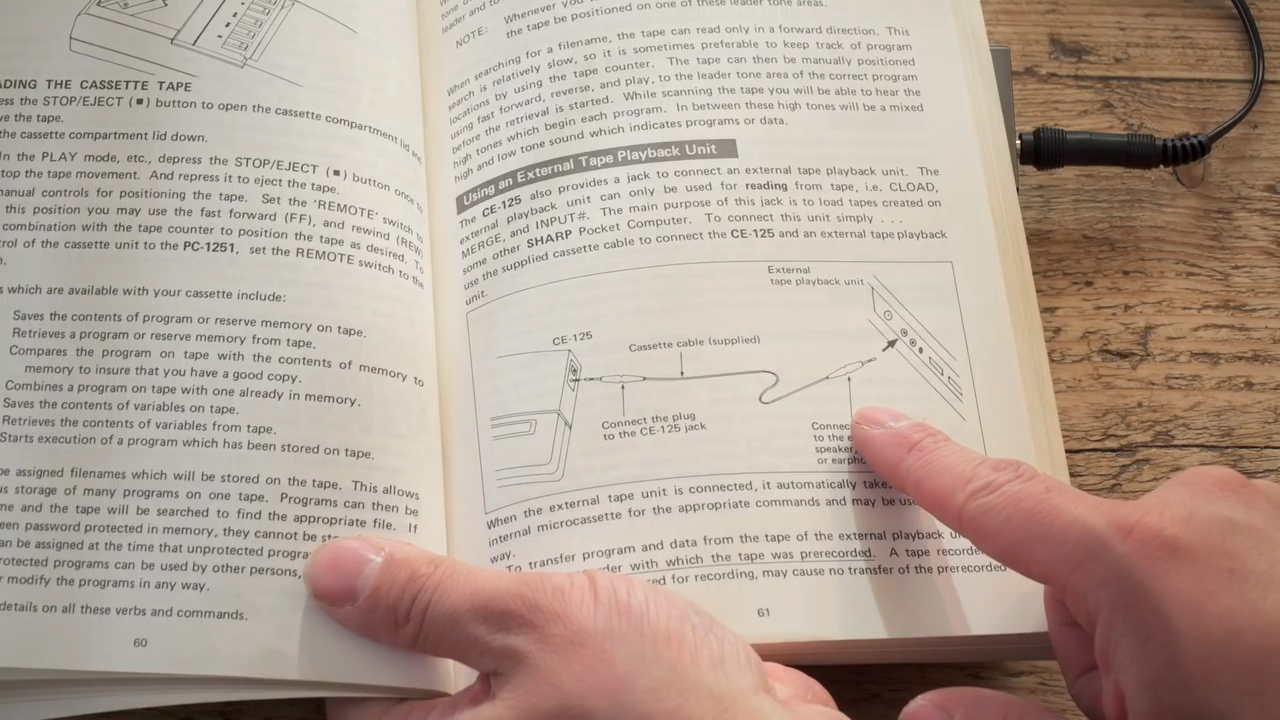 ADING THE CASSETTE TAPE
ess the STOP/EJECT (■) button to open the cassette compartment lid
ve the tape.
the cassette compartment lid down.
In the PLAY mode, etc., depress the STOP/EJECT (■) button once to
top the tape movement. And repress it to eject the tape.
anual controls for positioning the tape. Set the 'REMOTE' switch to
this position you may use the fast forward (FF), and rewind (REW)
combination with the tape counter to position the tape as desired. To
rol of the cassette unit to the PC-1251, set the REMOTE switch to the
n.
s which are available with your cassette include:
Saves the contents of program or reserve memory on tape.
Retrieves a program or reserve memory from tape.
Compares the program on tape with the contents of memory to
memory to insure that you have a good copy.
Combines a program on tape with one already in memory.
Saves the contents of variables on tape.
Retrieves the contents of variables from tape.
Starts execution of a program which has been stored on tape.
be assigned filenames which will be stored on the tape. This allows
us storage of many programs on one tape. Programs can then be
me and the tape will be searched to find the appropriate file. If
een password protected in memory, they cannot be
an be assigned at the time that unprotected
rotected programs can be used by other persons,
r modify the programs in any way.
details on all these verbs and commands.
60
leader and
NOTE: Whenever you
the tape be positioned on one of these leader tone areas.
When searching for a filename, the tape can read only in a forward direction. This
search is relatively slow, so it is sometimes preferable to keep track of program
locations by using the tape counter. The tape can then be manually positioned
using fast forward, reverse, and play, to the leader tone area of the correct program
before the retrieval is started. While scanning the tape you will be able to hear the
high tones which begin each program. In between these high tones will be a mixed
high and low tone sound which indicates programs or data.
Using an External Tape Playback Unit
The CE-125 also provides a jack to connect an external tape playback unit. The
external playback unit can only be used for reading from tape, i.e. CLOAD,
MERGE, and INPUT#. The main purpose of this jack is to load tapes created on
some other SHARP Pocket Computer. To connect this unit simply . . .
use the supplied cassette cable to connect the CE-125 and an external tape playback
unit.
External
tape playback unit
CE-125
Cassette cable (supplied)
Connect the plug
to the CE-125 jack
Connec
to the e
speaker,
or earpho
When the external tape unit is connected, it automatically take
internal microcassette for the appropriate commands and may be us
way.
To transfer program and data from the tape of the external playback
rder with which the tape was prerecorded. A tape recorde
ed for recording, may cause no transfer of the prerecorded
61